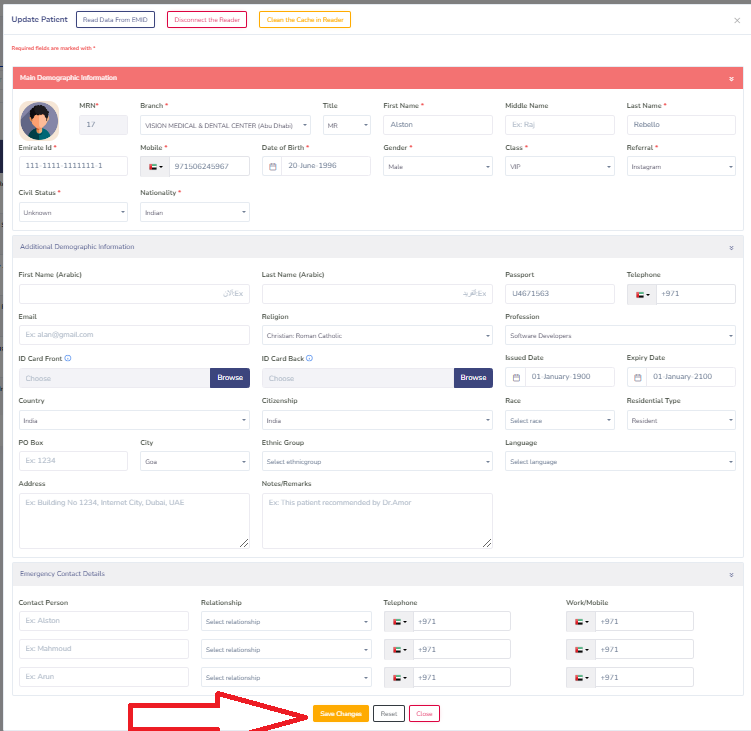 Update Patient Read Data From EMID Disconnect the Reader Clean the Cache in Reader
Required fields are marked with *
Main Demographic Information
MRN* Branch * Title First Name * Middle Name Last Name *
17 VISION MEDICAL & DENTAL CENTER (Abu Dhabi) MR Alston Ex: Raj Rebello
Emirate Id * Mobile * Date of Birth * Gender * Class * Referral *
111-1111-1111111-1 971506245967 20-June-1996 Male VIP Instagram
Civil Status * Nationality *
Unknown Indian
Additional Demographic Information
First Name (Arabic) Last Name (Arabic) Passport Telephone
Ex: U4671563 +971
Email Religion Profession
Ex: alan@gmail.com Christian: Roman Catholic Software Developers
ID Card Front ID Card Back Issued Date Expiry Date
Choose Browse Choose Browse 01-January-1900 01-January-2100
Country Citizenship Race Residential Type
India India Select race Resident
PO Box City Ethnic Group Language
Ex: 1234 Goa Select ethnicgroup Select language
Address Notes/Remarks
Ex: Building No 1234, Internet City, Dubai, UAE Ex: This patient recommended by Dr.Amor
Emergency Contact Details
Contact Person Relationship Telephone Work/Mobile
Ex: Alston Select relationship +971 +971
Ex: Mahmoud Select relationship +971 +971
Ex: Arun Select relationship +971 +971
Save Changes Reset Close